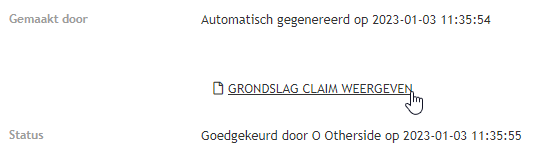 Gemaakt door Automatisch gegenereerd op 2023-01-03 11:35:54
GRONDSLAG CLAIM WEERGEVEN
Status Goedgekeurd door O Otherside op 2023-01-03 11:35:55